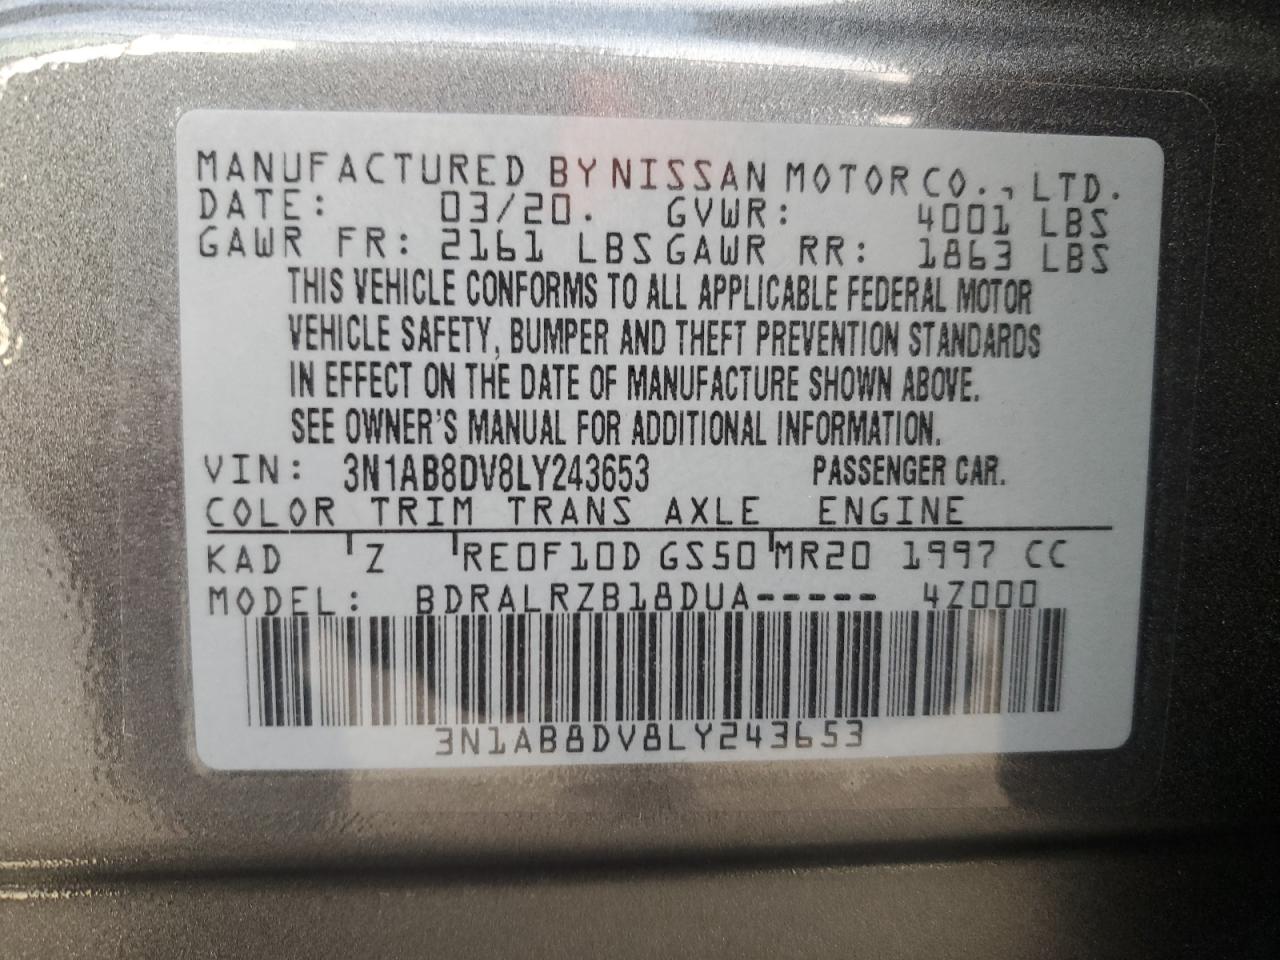 MANUFACTURED BY NISSAN MOTOR CO., LTD.
DATE: 03/20. GVWR: 4001 LBS
GAWR FR: 2161 LBS GAWR RR: 1863 LBS
THIS VEHICLE CONFORMS TO ALL APPLICABLE FEDERAL MOTOR
VEHICLE SAFETY, BUMPER AND THEFT PREVENTION STANDARDS
IN EFFECT ON THE DATE OF MANUFACTURE SHOWN ABOVE.
SEE OWNER'S MANUAL FOR ADDITIONAL INFORMATION.
VIN: 3N1AB8DV8LY243653 PASSENGER CAR.
COLOR TRIM TRANS AXLE ENGINE
KAD Z RE0F10D GS50 MR20 1997 CC
MODEL: BDRALRZB18DUA----- 4Z000
3N1AB8DV8LY243653